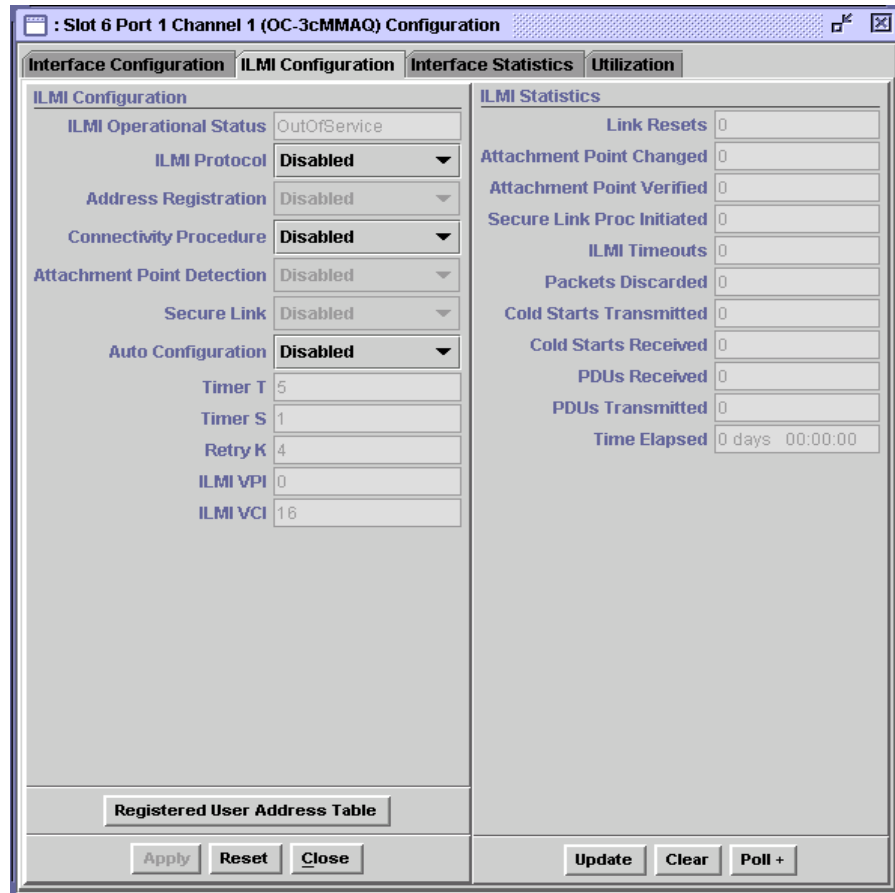 : Slot 6 Port 1 Channel 1 (OC-3cMMAQ) Configuration
Interface Configuration ILMI Configuration Interface Statistics Utilization
ILMI Configuration
ILMI Operational Status OutOfService
ILMI Protocol Disabled
Address Registration Disabled
Connectivity Procedure Disabled
Attachment Point Detection Disabled
Secure Link Disabled
Auto Configuration Disabled
Timer T 5
Timer S 1
Retry K 4
ILMI VPI 0
ILMI VCI 16
Registered User Address Table
Apply Reset Close
ILMI Statistics
Link Resets 0
Attachment Point Changed 0
Attachment Point Verified 0
Secure Link Proc Initiated 0
ILMI Timeouts 0
Packets Discarded 0
Cold Starts Transmitted 0
Cold Starts Received 0
PDUs Received 0
PDUs Transmitted 0
Time Elapsed 0 days 00:00:00
Update Clear Poll +